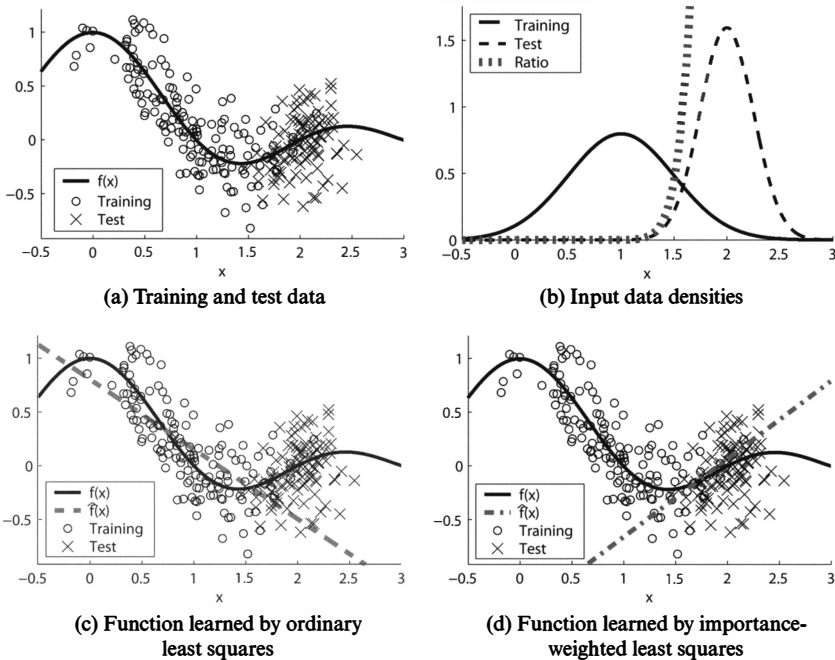 1
0.5
0
−0.5
f(x)
Training
Test
−0.5 0 0.5 1 1.5 2 2.5 3
x
(a) Training and test data
Training
Test
Ratio
1.5
1
0.5
0
−0.5 0 0.5 1 1.5 2 2.5 3
x
(b) Input data densities
1
0.5
0
−0.5
f(x)
f̂(x)
Training
Test
−0.5 0 0.5 1 1.5 2 2.5 3
x
(c) Function learned by ordinary
least squares
1
0.5
0
−0.5
f(x)
f̂(x)
Training
Test
−0.5 0 0.5 1 1.5 2 2.5 3
x
(d) Function learned by importance-
weighted least squares